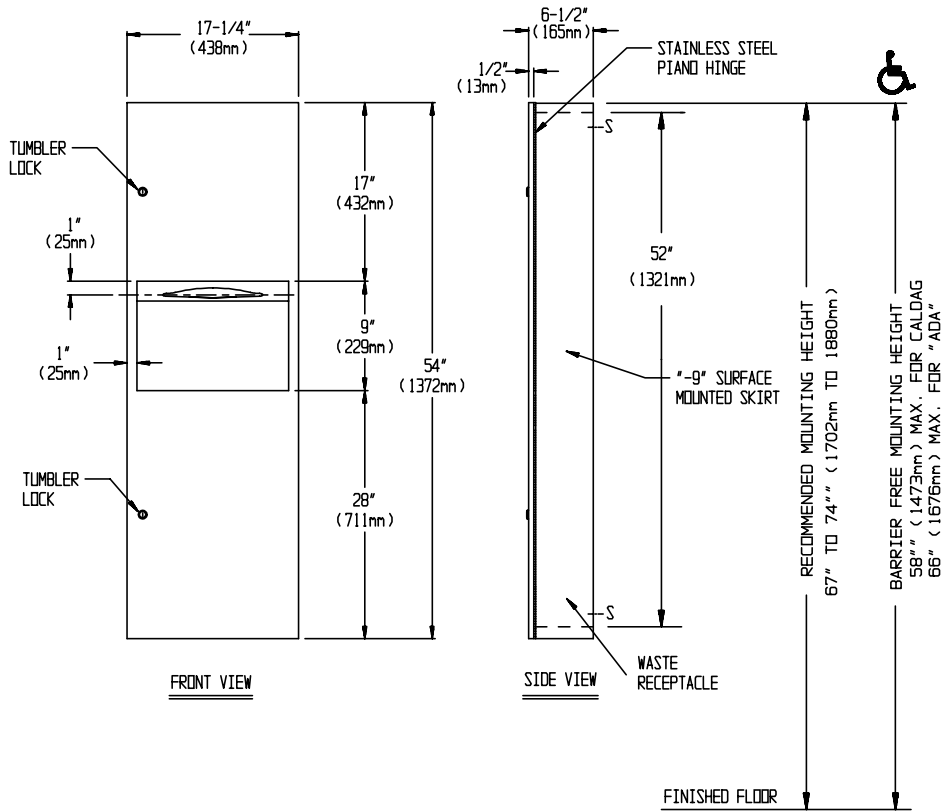 17-1/4"
(438mm)
6-1/2"
(165mm)
STAINLESS STEEL
PIANO HINGE
1/2"
(13mm)
S
TUMBLER
LOCK
17"
(432mm)
1"
(25mm)
52"
(1321mm)
9"
(229mm)
1"
(25mm)
54"
(1372mm)
"-9" SURFACE
MOUNTED SKIRT
TUMBLER
LOCK
28"
(711mm)
S
WASTE
RECEPTACLE
FRONT VIEW
SIDE VIEW
RECOMMENDED MOUNTING HEIGHT
67" TO 74"" (1702mm TO 1880mm)
BARRIER FREE MOUNTING HEIGHT
58"" (1473mm) MAX. FOR CALDAG
66" (1676mm) MAX. FOR "ADA"
FINISHED FLOOR